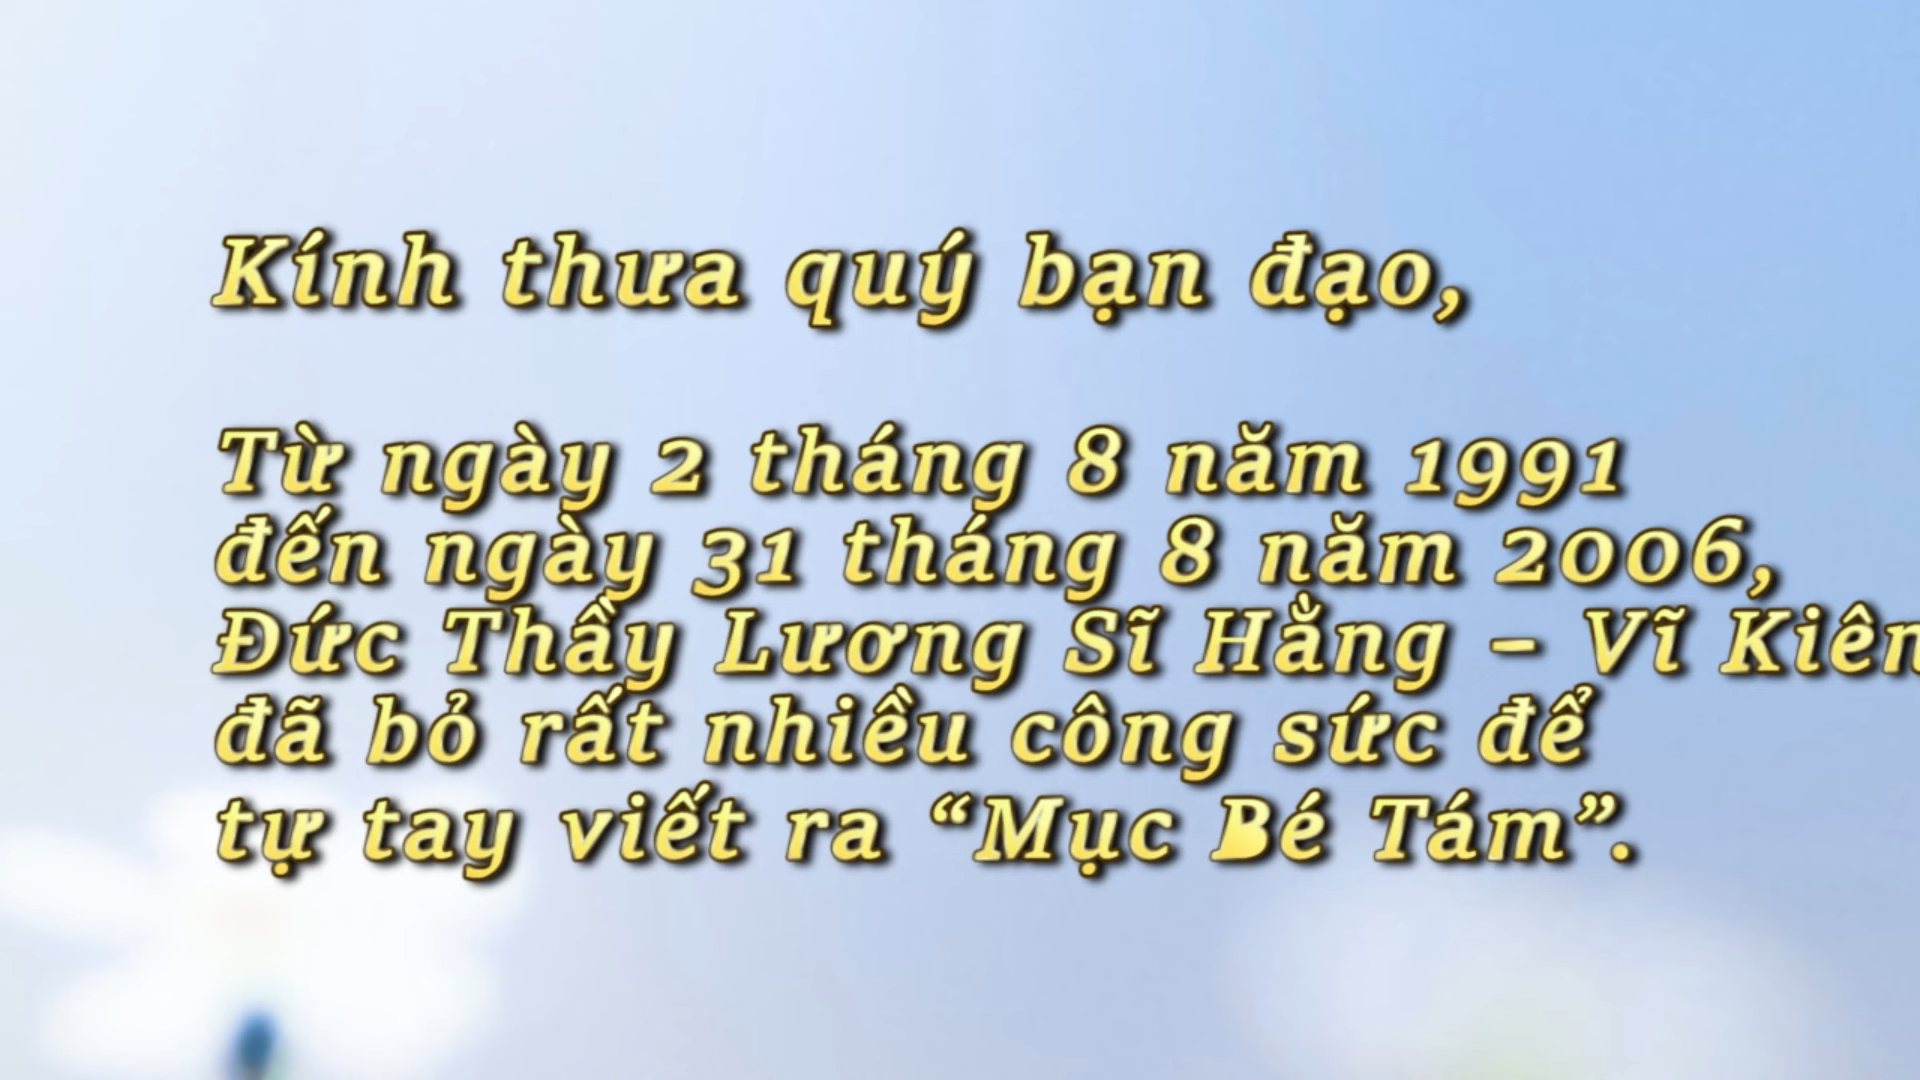 Kính thưa quý bạn đạo,
Từ ngày 2 tháng 8 năm 1991
đến ngày 31 tháng 8 năm 2006,
Đức Thầy Lương Sĩ Hằng – Vĩ Kiên
đã bỏ rất nhiều công sức để
tự tay viết ra “Mục Bé Tám”.